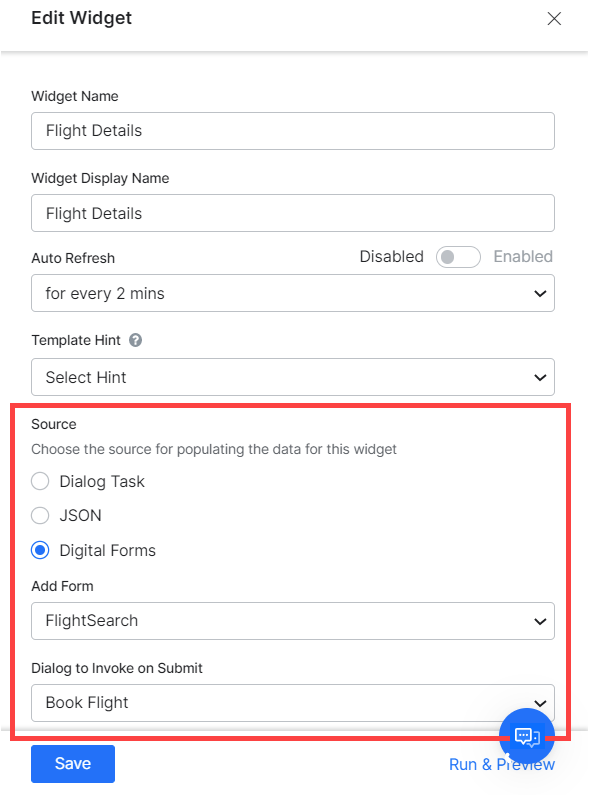 Edit Widget
Widget Name
Flight Details
Widget Display Name
Flight Details
Auto Refresh Disabled Enabled
for every 2 mins
Template Hint ?
Select Hint
Source
Choose the source for populating the data for this widget
Dialog Task
JSON
Digital Forms
Add Form
FlightSearch
Dialog to Invoke on Submit
Book Flight
Save Run & Preview